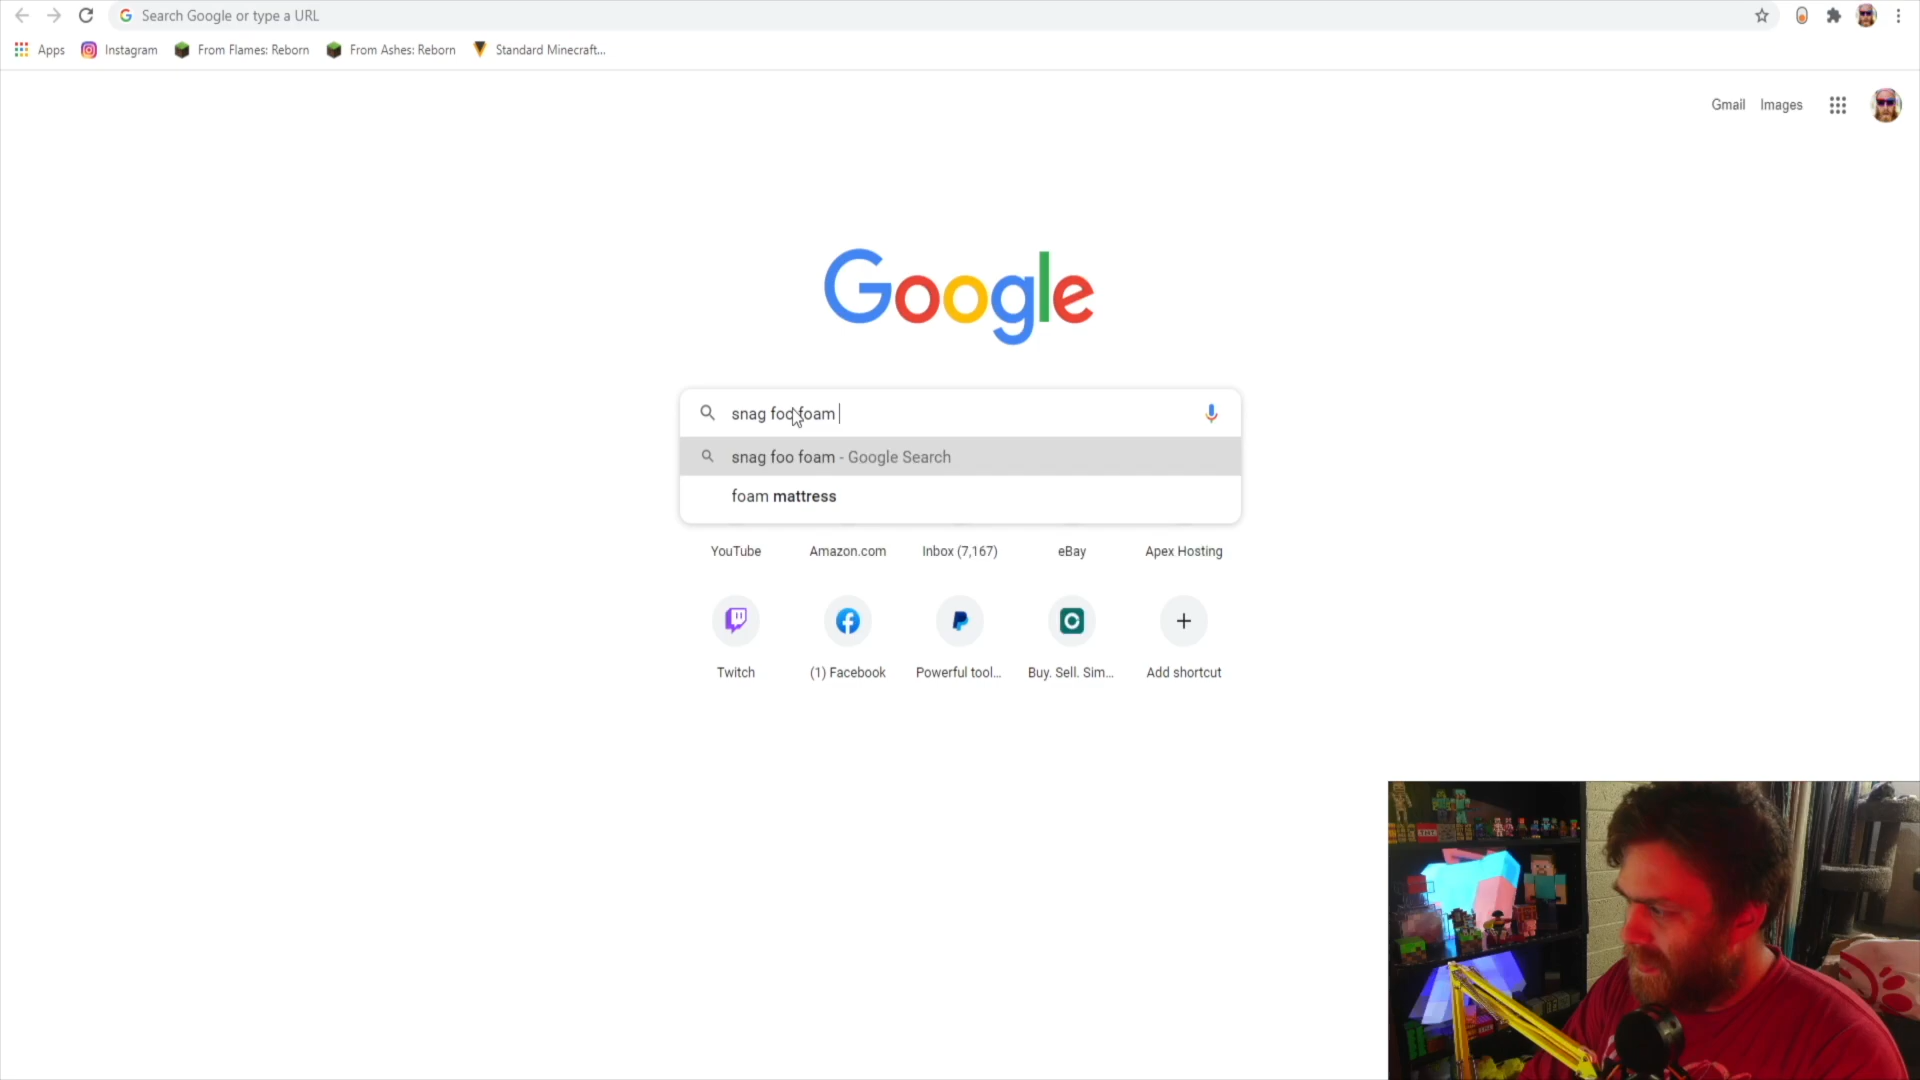 Search Google or type a URL
Apps Instagram From Flames: Reborn From Ashes: Reborn Standard Minecraft...
Gmail Images
Google
snag foo foam
snag foo foam - Google Search
foam mattress
YouTube Amazon.com Inbox (7,167) eBay Apex Hosting
Twitch (1) Facebook Powerful tool... Buy. Sell. Sim... Add shortcut
TNT